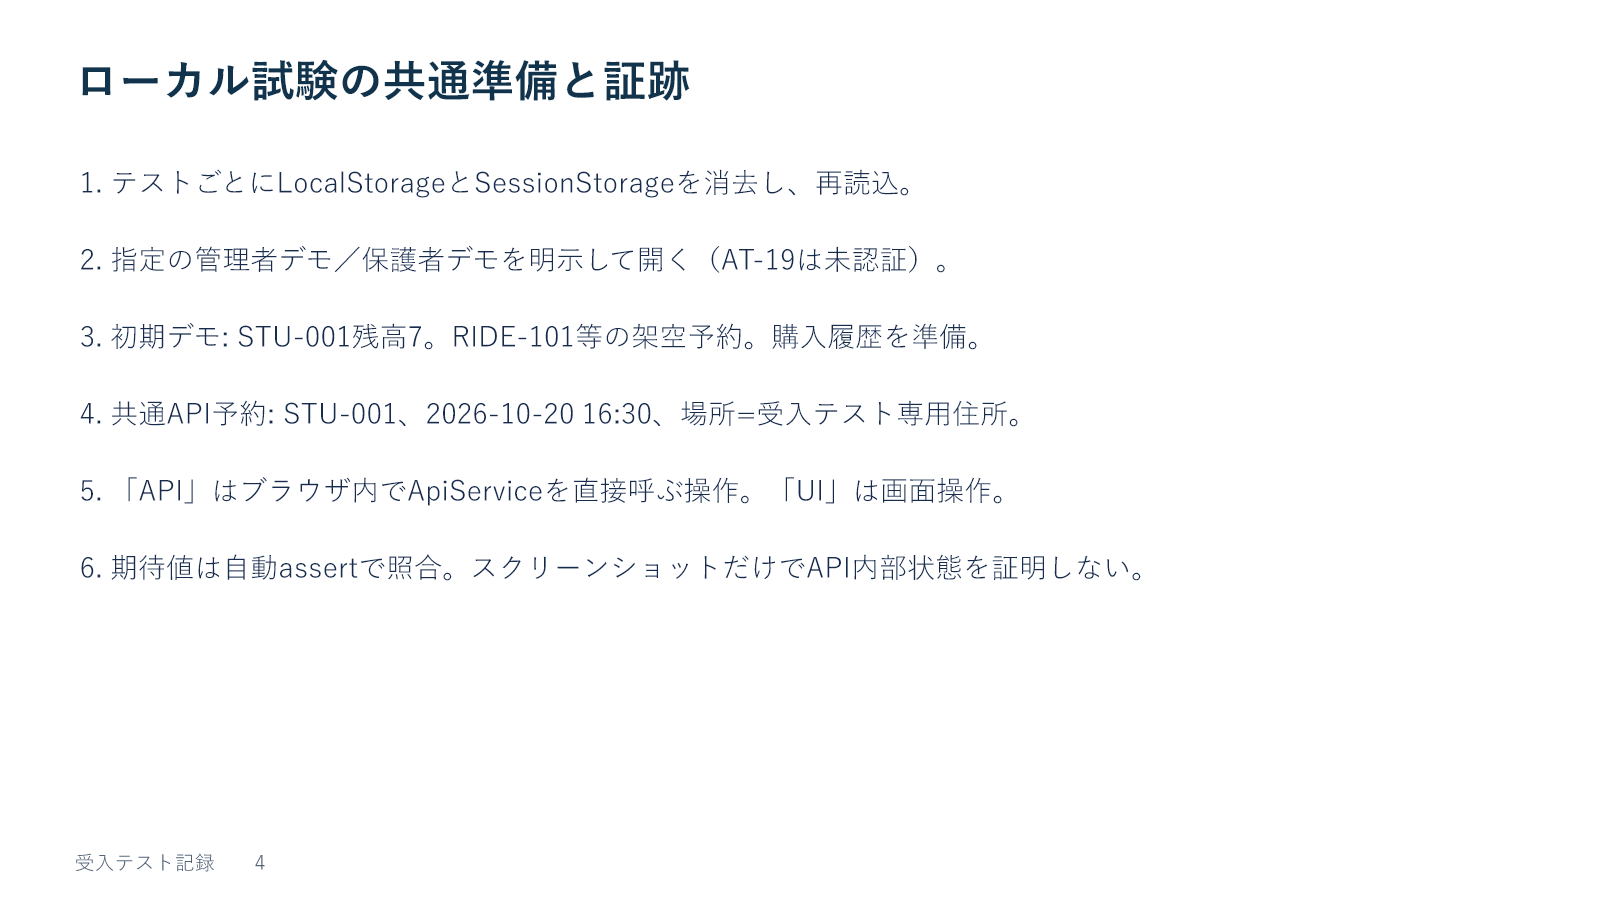 ローカル試験の共通準備と証跡
1. テストごとにLocalStorageとSessionStorageを消去し、再読込。
2. 指定の管理者デモ／保護者デモを明示して開く（AT-19は未認証）。
3. 初期デモ: STU-001残高7。RIDE-101等の架空予約。購入履歴を準備。
4. 共通API予約: STU-001、2026-10-20 16:30、場所=受入テスト専用住所。
5. 「API」はブラウザ内でApiServiceを直接呼ぶ操作。「UI」は画面操作。
6. 期待値は自動assertで照合。スクリーンショットだけでAPI内部状態を証明しない。
受入テスト記録 4